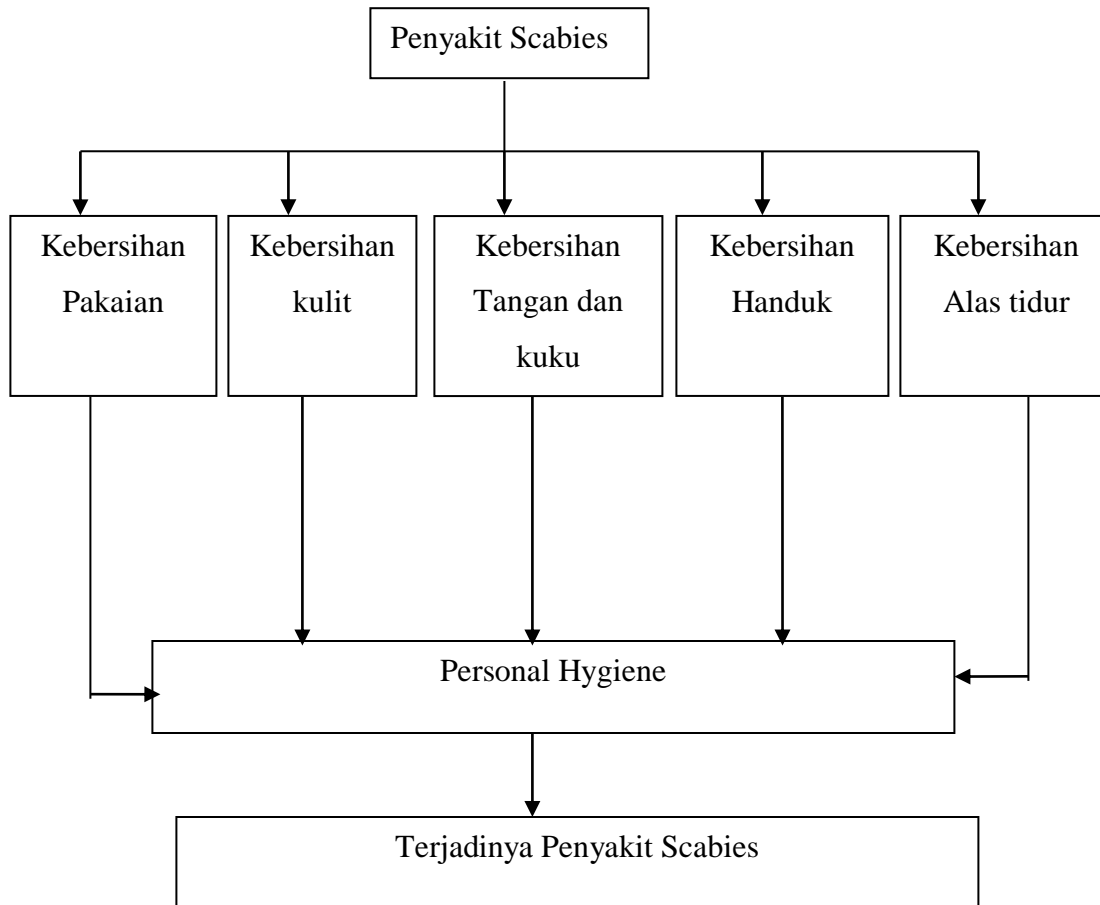 Penyakit Scabies
Kebersihan
Pakaian
Kebersihan
kulit
Kebersihan
Tangan dan
kuku
Kebersihan
Handuk
Kebersihan
Alas tidur
Personal Hygiene
Terjadinya Penyakit Scabies